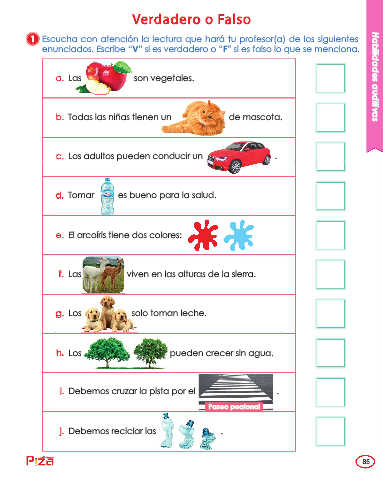 Verdadero o Falso
1 Escucha con atención la lectura que hará tu profesor(a) de los siguientes
enunciados. Escribe "V" si es verdadero o "F" si es falso lo que se menciona.
Habilidades auditivas
a. Las son vegetales.
b. Todas las niñas tienen un de mascota.
c. Los adultos pueden conducir un .
d. Tomar es bueno para la salud.
e. El arcoíris tiene dos colores:
f. Las viven en las alturas de la sierra.
g. Los solo toman leche.
h. Los pueden crecer sin agua.
i. Debemos cruzar la pista por el .
Paseo peatonal
j. Debemos reciclar las .